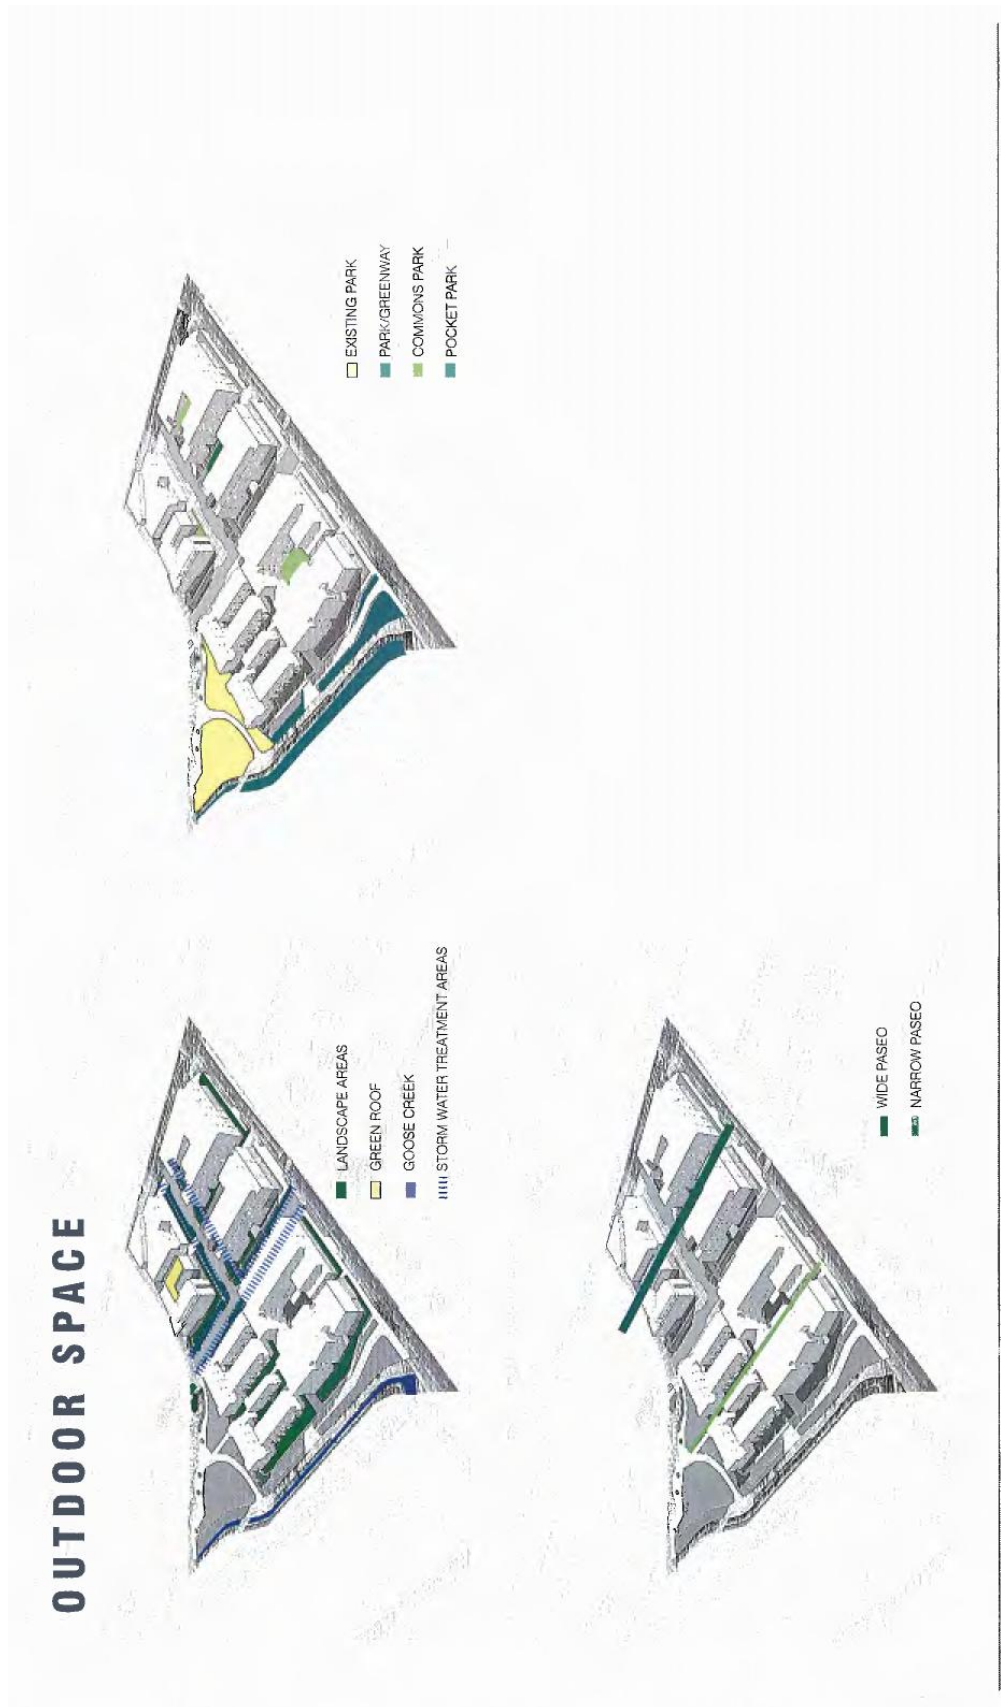 OUTDOOR SPACE
LANDSCAPE AREAS
GREEN ROOF
GOOSE CREEK
STORM WATER TREATMENT AREAS
EXISTING PARK
PARK/GREENWAY
COMMONS PARK
POCKET PARK
WIDE PASEO
NARROW PASEO